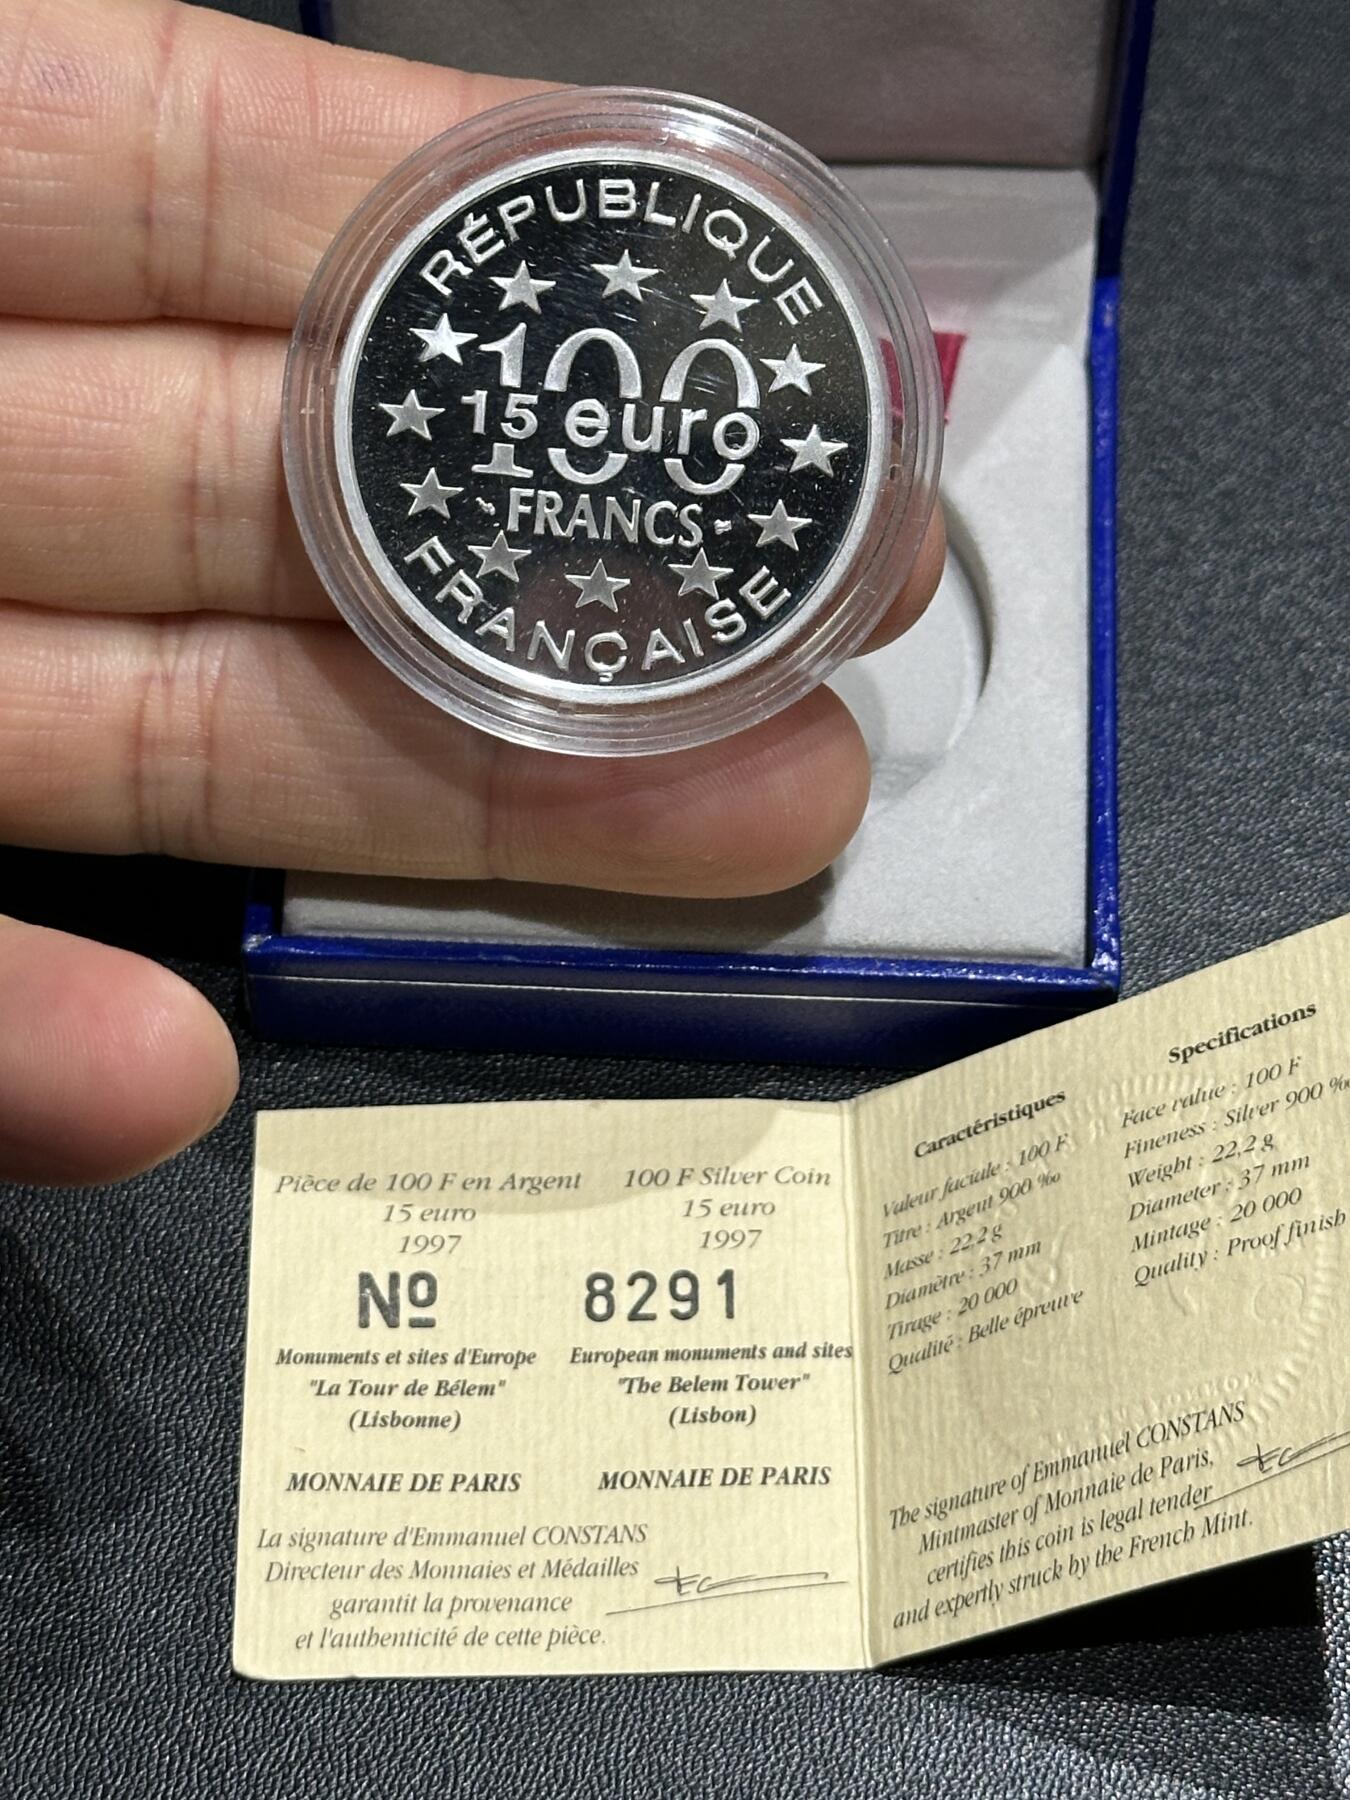 RÉPUBLIQUE
100
15 euro
FRANCS
FRANÇAISE
Pièce de 100 F en Argent
15 euro
1997
100 F Silver Coin
15 euro
1997
Nº 8291
Monuments et sites d'Europe
"La Tour de Bélem"
(Lisbonne)
European monuments and sites
"The Belem Tower"
(Lisbon)
MONNAIE DE PARIS
MONNAIE DE PARIS
La signature d'Emmanuel CONSTANS
Directeur des Monnaies et Médailles
garantit la provenance
et l'authenticité de cette pièce.
Caractéristiques
Valeur faciale : 100 F
Titre : Argent 900 ‰
Masse : 22,2 g
Diamètre : 37 mm
Tirage : 20 000
Qualité : Belle épreuve
Specifications
Face value : 100 F
Fineness : Silver 900 ‰
Weight : 22,2 g
Diameter : 37 mm
Mintage : 20 000
Quality : Proof finish
The signature of Emmanuel CONSTANS
Mintmaster of Monnaie de Paris,
certifies this coin is legal tender
and expertly struck by the French Mint.